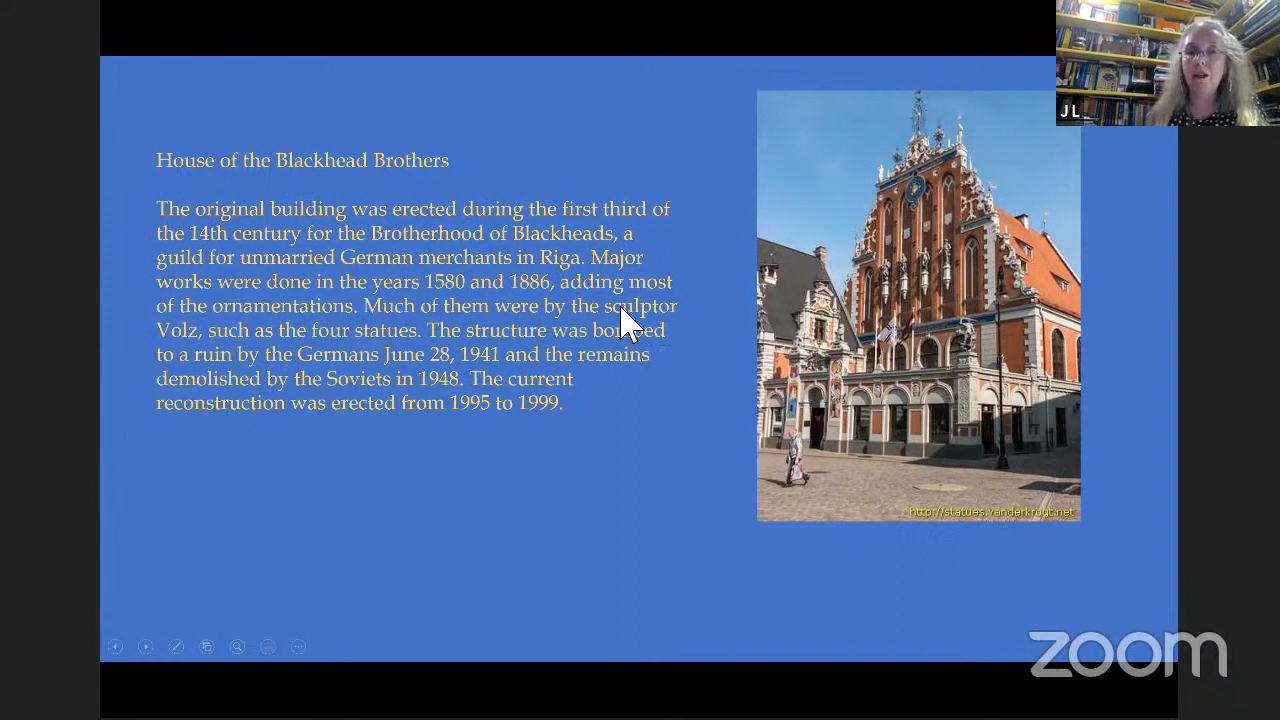 House of the Blackhead Brothers
The original building was erected during the first third of
the 14th century for the Brotherhood of Blackheads, a
guild for unmarried German merchants in Riga. Major
works were done in the years 1580 and 1886, adding most
of the ornamentations. Much of them were by the sculptor
Volz, such as the four statues. The structure was bombed
to a ruin by the Germans June 28, 1941 and the remains
demolished by the Soviets in 1948. The current
reconstruction was erected from 1995 to 1999.
J L
http://statues.vanderkrogt.net
zoom